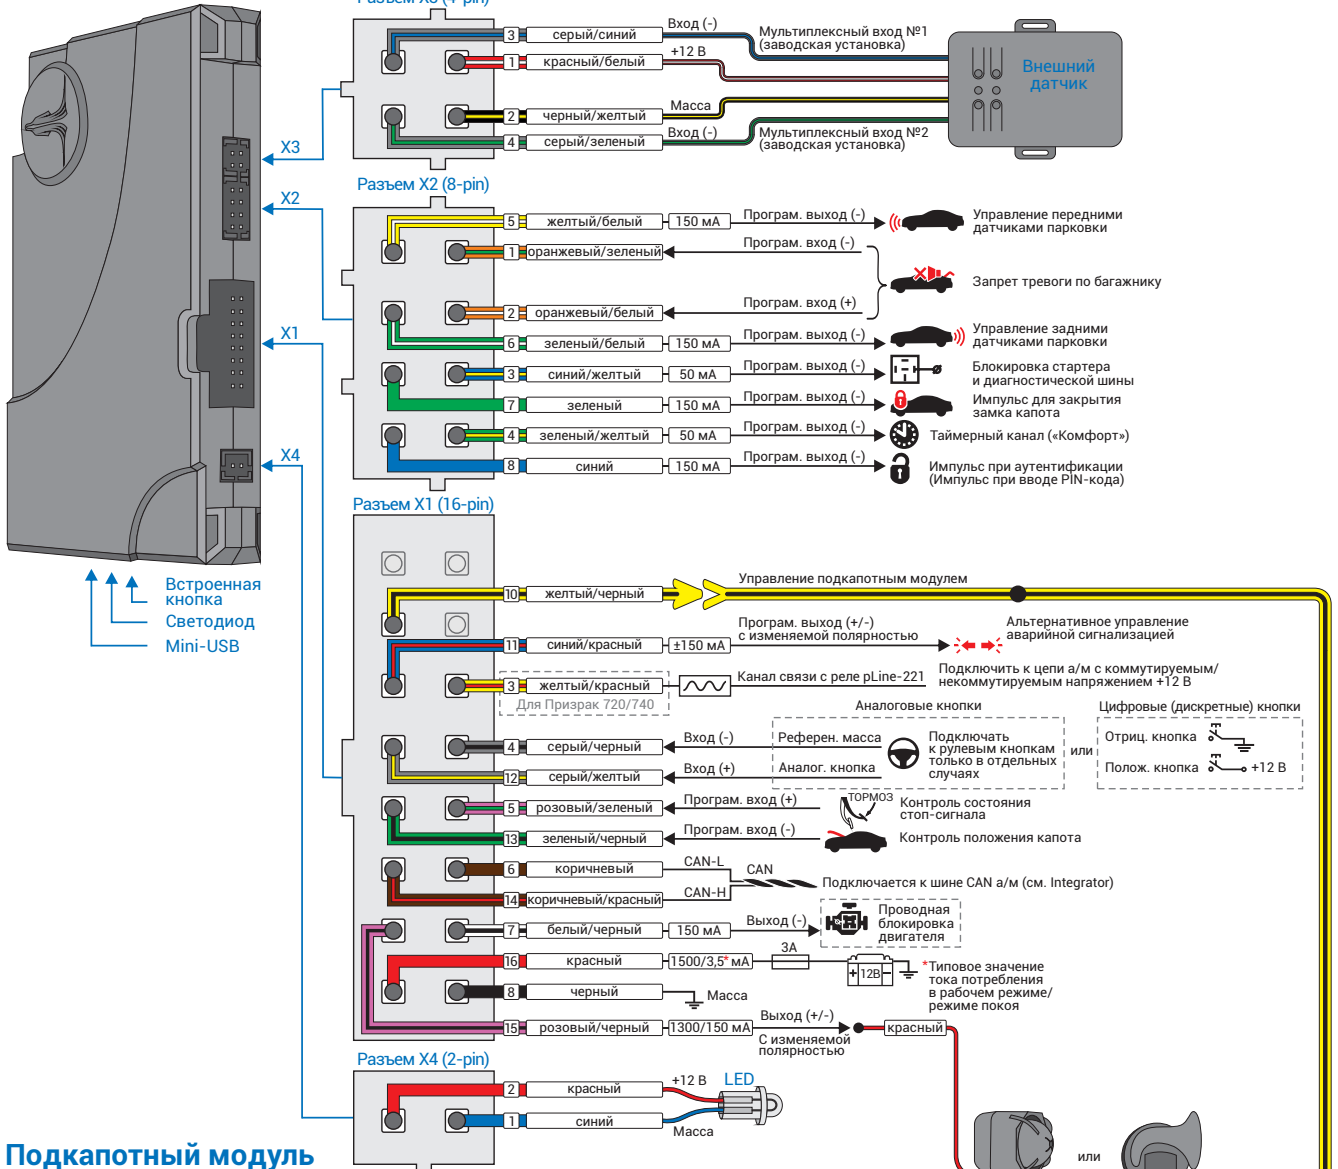 Разъем X3 (4-pin)
3 серый/синий Вход (-) Мультиплексный вход №1
(заводская установка)
1 красный/белый +12 В
2 черный/желтый Масса
4 серый/зеленый Вход (-) Мультиплексный вход №2
(заводская установка)
Внешний
датчик
X3
X2
X1
X4
Встроенная
кнопка
Светодиод
Mini-USB
Разъем X2 (8-pin)
5 желтый/белый 150 мА Програм. выход (-) Управление передними
датчиками парковки
1 оранжевый/зеленый Програм. вход (-)
Запрет тревоги по багажнику
2 оранжевый/белый Програм. вход (+)
6 зеленый/белый 150 мА Програм. выход (-) Управление задними
датчиками парковки
3 синий/желтый 50 мА Програм. выход (-) Блокировка стартера
и диагностической шины
7 зеленый 150 мА Програм. выход (-) Импульс для закрытия
замка капота
4 зеленый/желтый 50 мА Програм. выход (-) Таймерный канал («Комфорт»)
8 синий 150 мА Програм. выход (-) Импульс при аутентификации
(Импульс при вводе PIN-кода)
Разъем X1 (16-pin)
10 желтый/черный Управление подкапотным модулем
11 синий/красный ±150 мА Програм. выход (+/-)
с изменяемой полярностью
Альтернативное управление
аварийной сигнализацией
3 желтый/красный Канал связи с реле pLine-221 Подключить к цепи а/м с коммутируемым/
некоммутируемым напряжением +12 В
Для Призрак 720/740
Аналоговые кнопки
Цифровые (дискретные) кнопки
4 серый/черный Вход (-) Референ. масса
12 серый/желтый Вход (+) Аналог. кнопка
Подключать
к рулевым кнопкам
только в отдельных
случаях
или
Отриц. кнопка
Полож. кнопка +12 В
5 розовый/зеленый Програм. вход (+) ТОРМОЗ Контроль состояния
стоп-сигнала
13 зеленый/черный Програм. вход (-) Контроль положения капота
6 коричневый CAN-L
CAN
Подключается к шине CAN а/м (см. Integrator)
14 коричневый/красный CAN-H
7 белый/черный 150 мА Выход (-) Проводная
блокировка
двигателя
16 красный 1500/3,5* мА 3А + 12В -
*Типовое значение
тока потребления
в рабочем режиме/
режиме покоя
8 черный Масса
15 розовый/черный 1300/150 мА Выход (+/-)
С изменяемой
полярностью
красный
Разъем X4 (2-pin)
2 красный +12 В LED
1 синий Масса
или
Подкапотный модуль